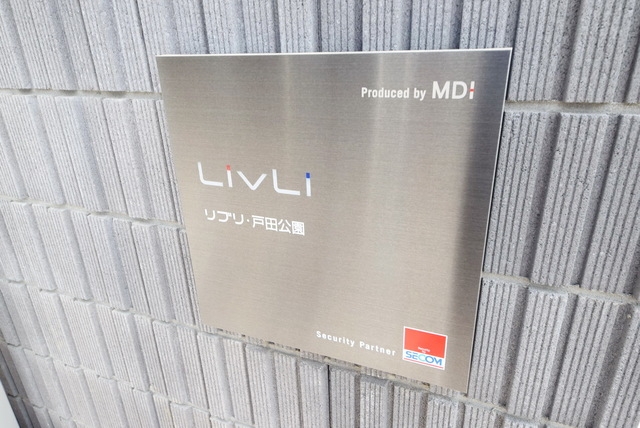 Produced by MDI
LivLi
リブリ・戸田公園
Security Partner
SECOM